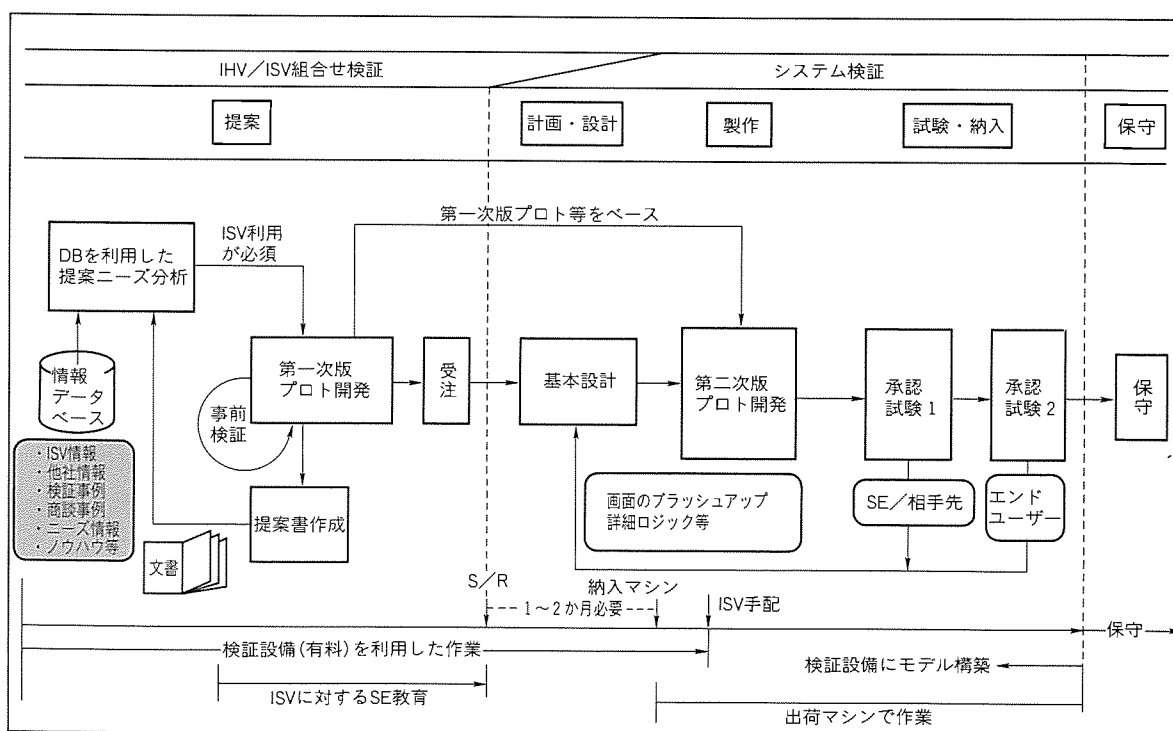 IHV／ISV組合せ検証
システム検証
提案
計画・設計
製作
試験・納入
保守
第一次版プロト等をベース
ISV利用
が必須
DBを利用した
提案ニーズ分析
情報
データ
ベース
・ISV情報
・他社情報
・検証事例
・商談事例
・ニーズ情報
・ノウハウ等
事前
検証
第一次版
プロト開発
受
注
基本設計
第二次版
プロト開発
承認
試験1
承認
試験2
保
守
提案書作成
文書
画面のブラッシュアップ
詳細ロジック等
SE／相手先
エンド
ユーザー
S／R
納入マシン
1～2か月必要
ISV手配
保守
検証設備(有料)を利用した作業
検証設備にモデル構築
ISVに対するSE教育
出荷マシンで作業